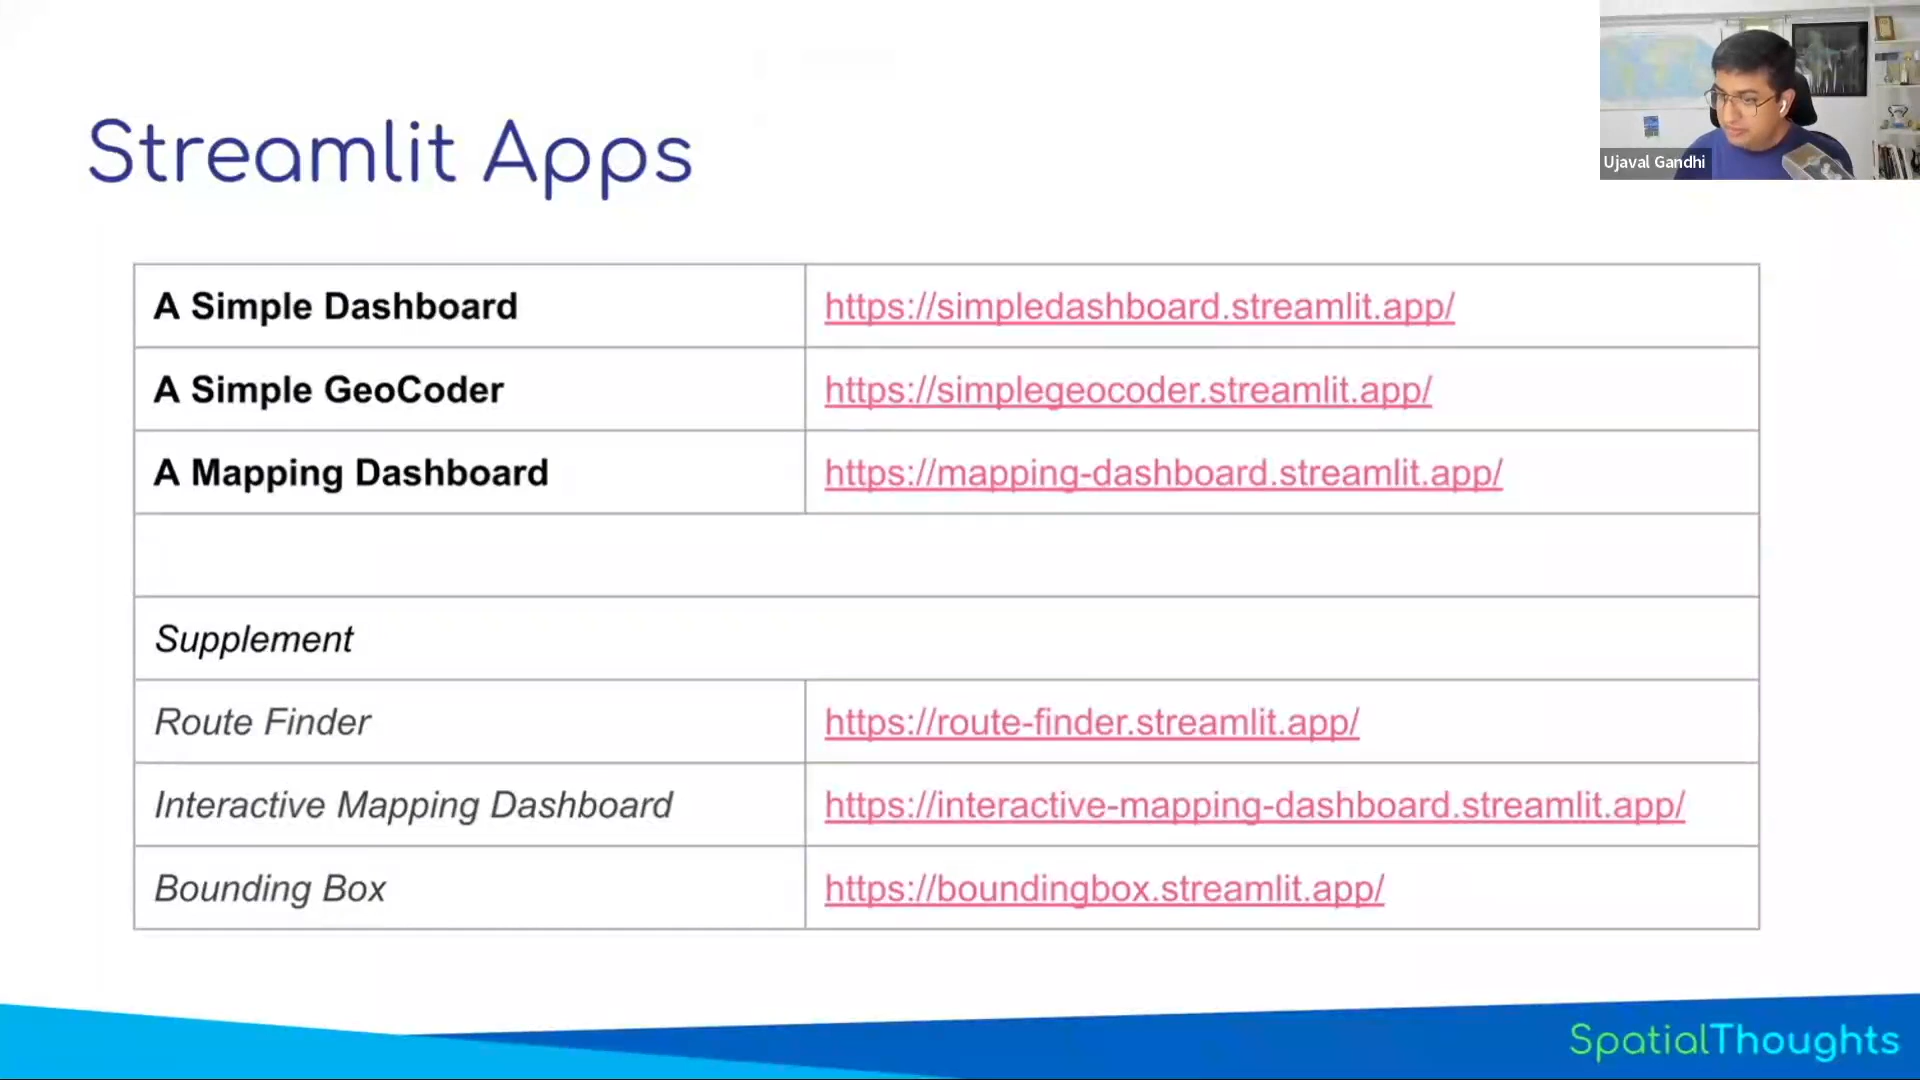 Streamlit Apps
Ujaval Gandhi
A Simple Dashboard https://simpledashboard.streamlit.app/
A Simple GeoCoder https://simplegeocoder.streamlit.app/
A Mapping Dashboard https://mapping-dashboard.streamlit.app/
Supplement
Route Finder https://route-finder.streamlit.app/
Interactive Mapping Dashboard https://interactive-mapping-dashboard.streamlit.app/
Bounding Box https://boundingbox.streamlit.app/
SpatialThoughts